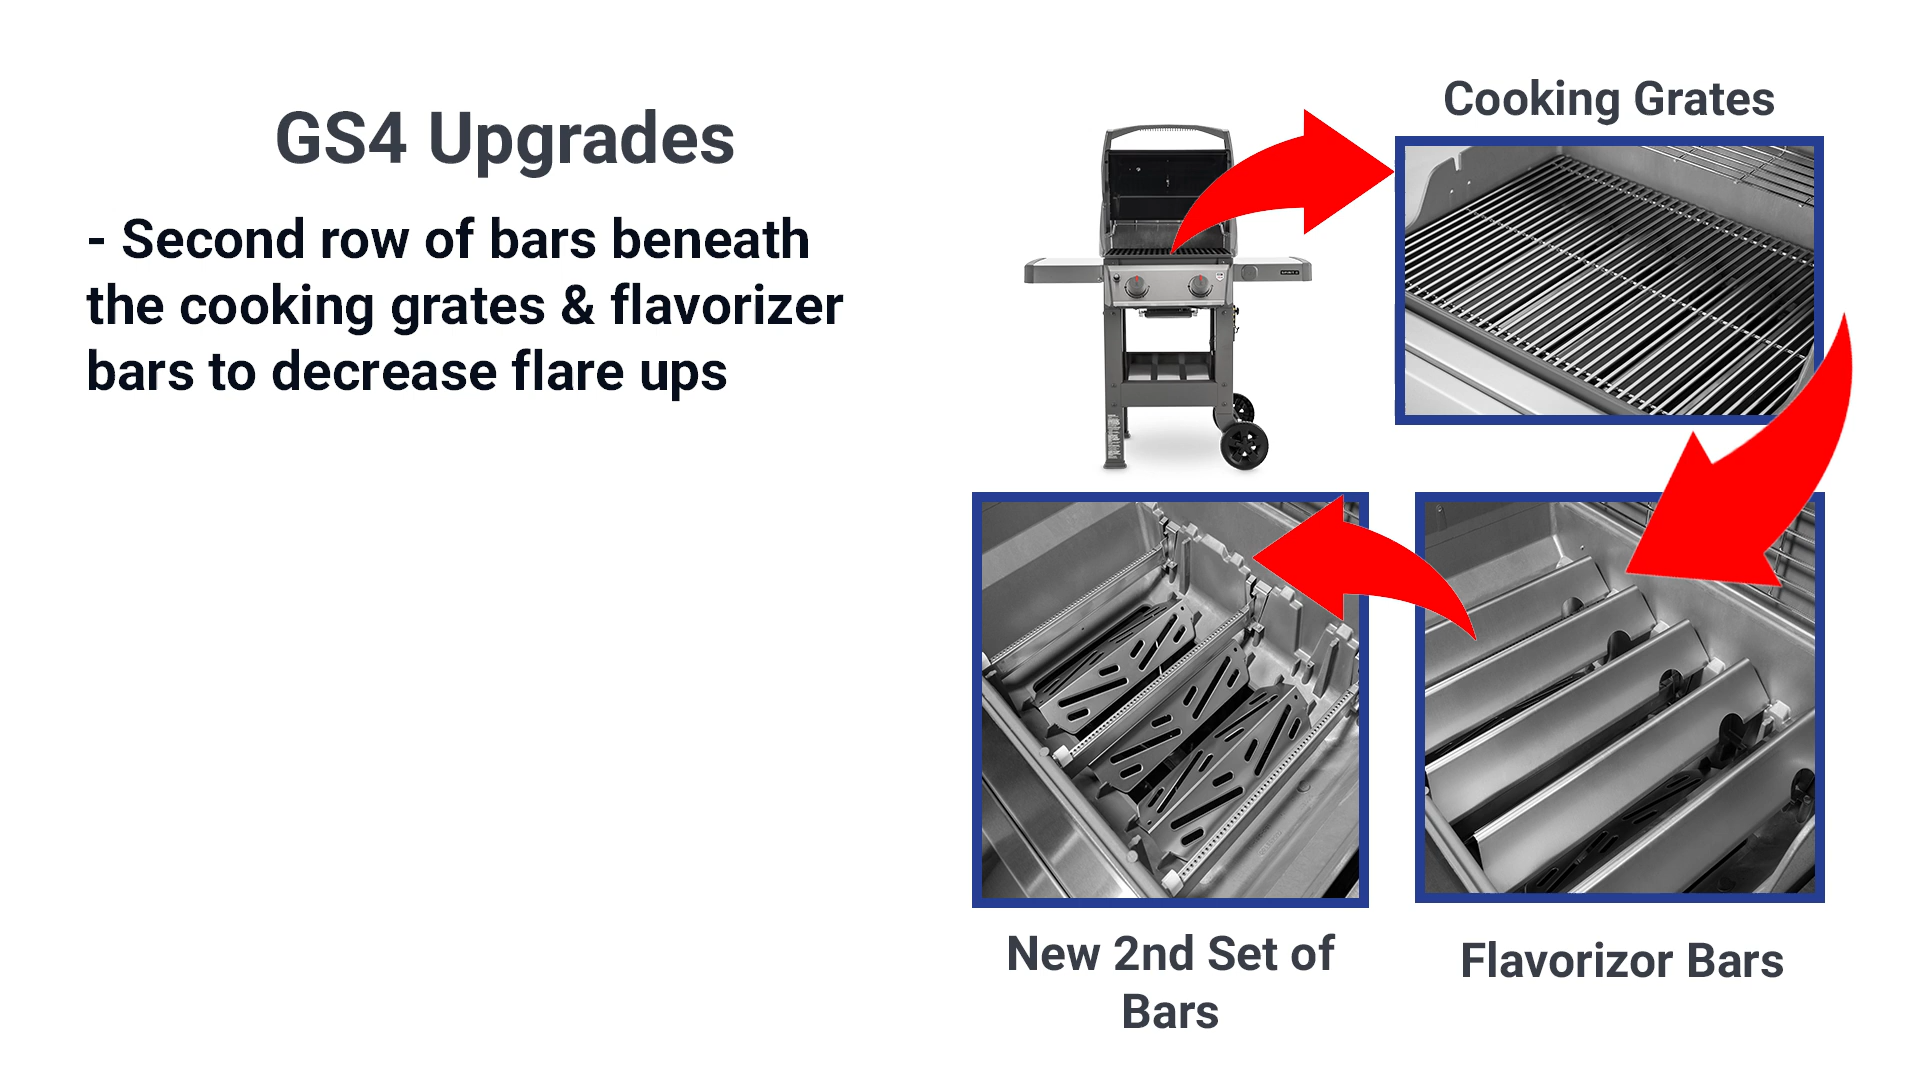 GS4 Upgrades
- Second row of bars beneath
the cooking grates & flavorizer
bars to decrease flare ups
Cooking Grates
New 2nd Set of
Bars
Flavorizor Bars